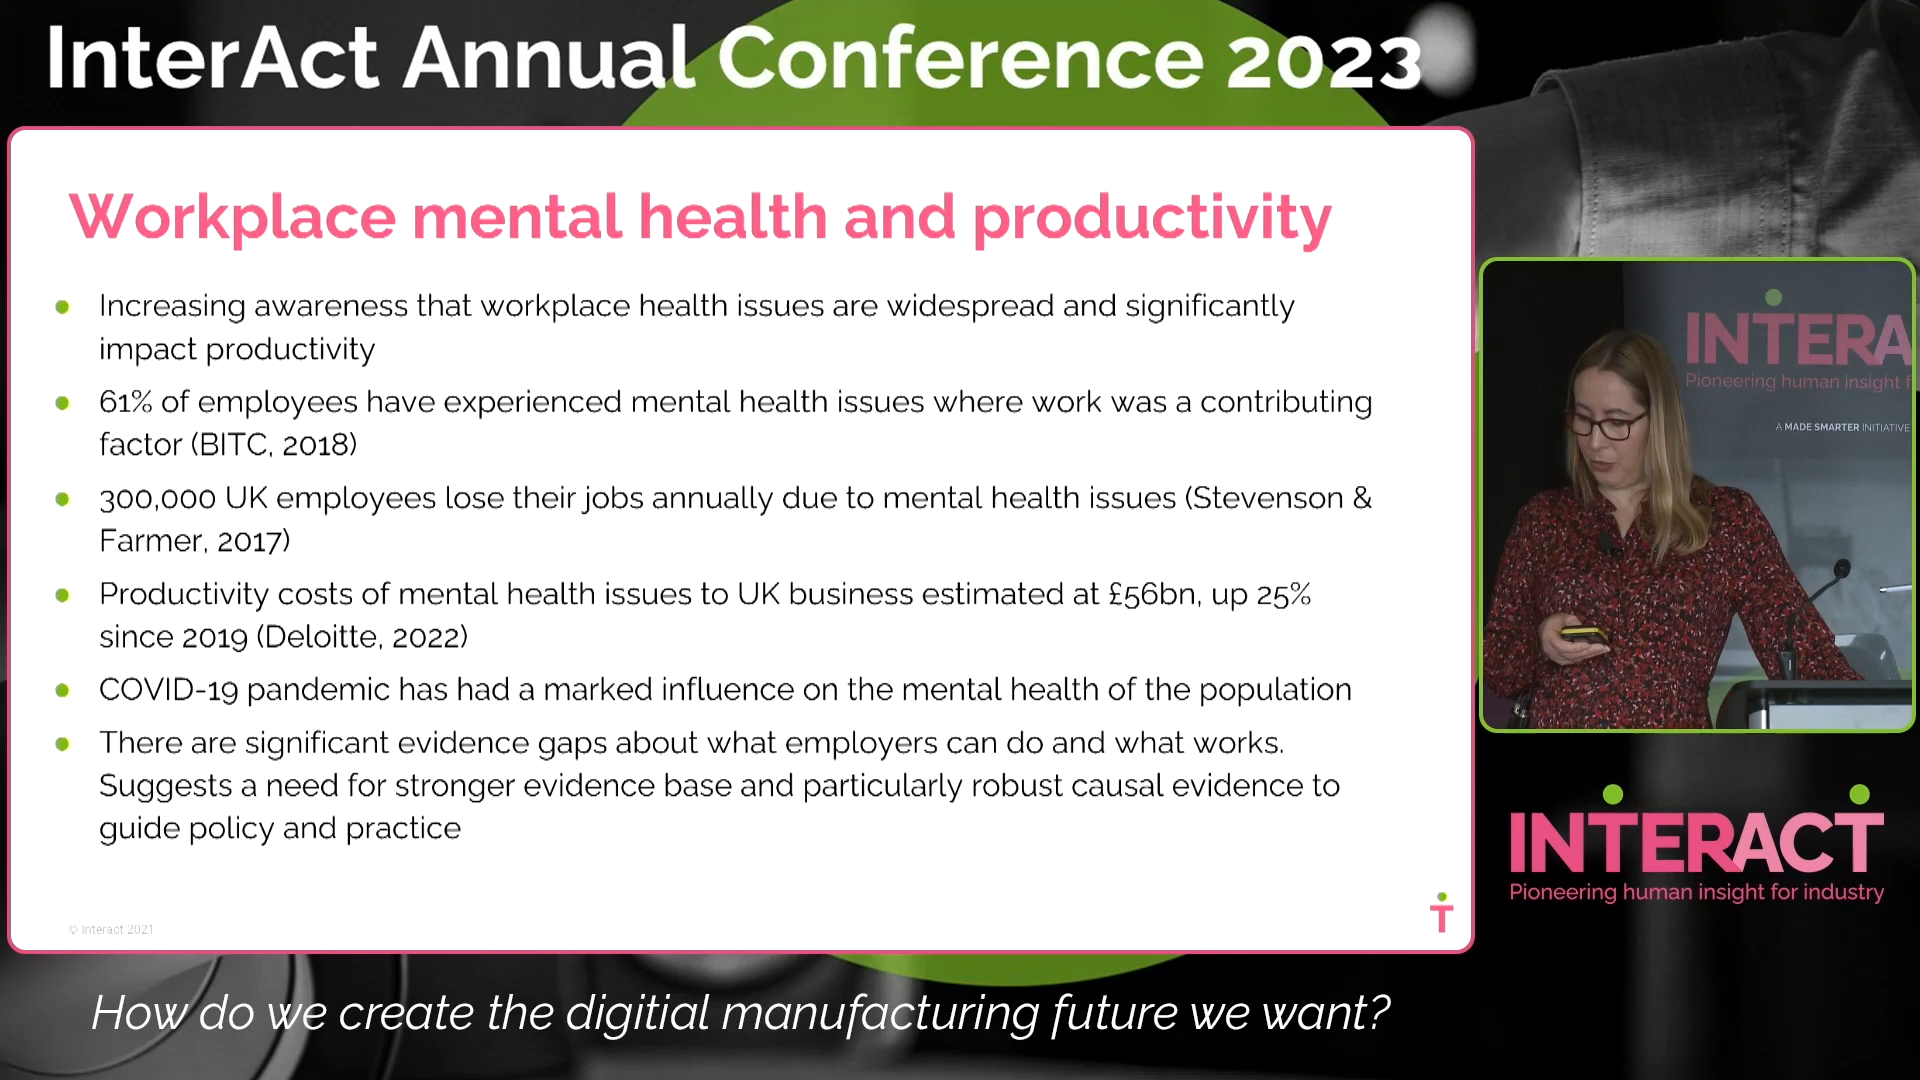 InterAct Annual Conference 2023
Workplace mental health and productivity
Increasing awareness that workplace health issues are widespread and significantly
impact productivity
61% of employees have experienced mental health issues where work was a contributing
factor (BITC, 2018)
300,000 UK employees lose their jobs annually due to mental health issues (Stevenson &
Farmer, 2017)
Productivity costs of mental health issues to UK business estimated at £56bn, up 25%
since 2019 (Deloitte, 2022)
COVID-19 pandemic has had a marked influence on the mental health of the population
There are significant evidence gaps about what employers can do and what works.
Suggests a need for stronger evidence base and particularly robust causal evidence to
guide policy and practice
© Interact 2021
INTERA
Pioneering human insight f
A MADE SMARTER INITIATIVE
INTERACT
Pioneering human insight for industry
How do we create the digitial manufacturing future we want?